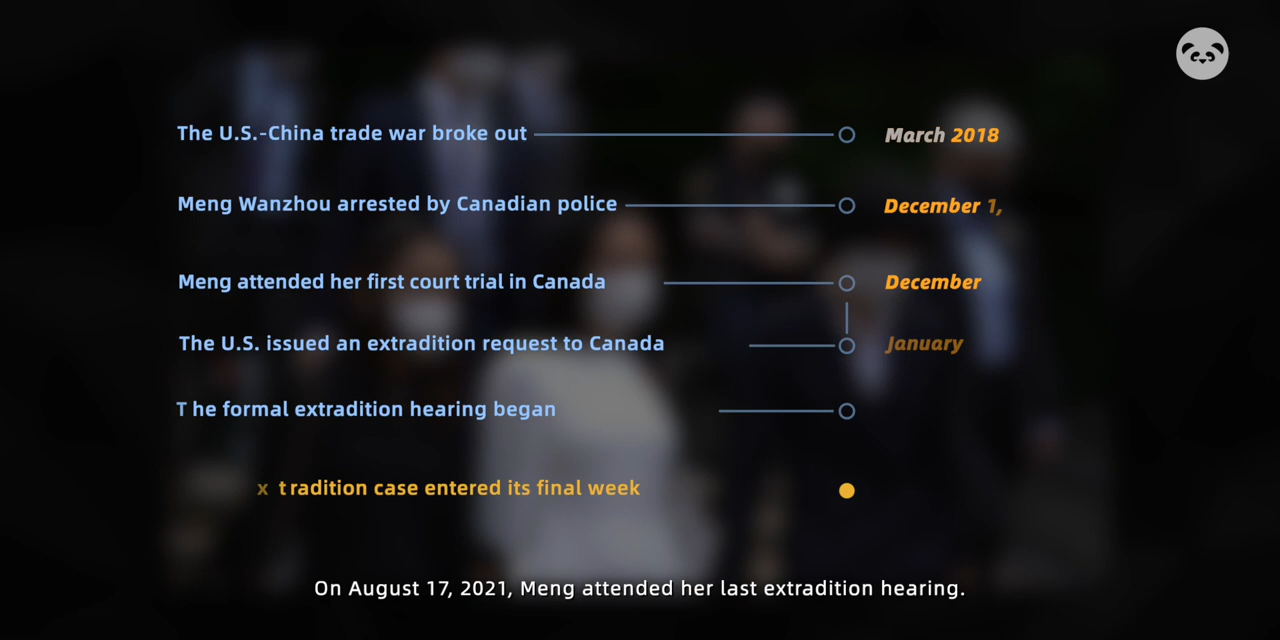 The U.S.-China trade war broke out March 2018
Meng Wanzhou arrested by Canadian police December 1,
Meng attended her first court trial in Canada December
The U.S. issued an extradition request to Canada January
The formal extradition hearing began
x tradition case entered its final week
On August 17, 2021, Meng attended her last extradition hearing.